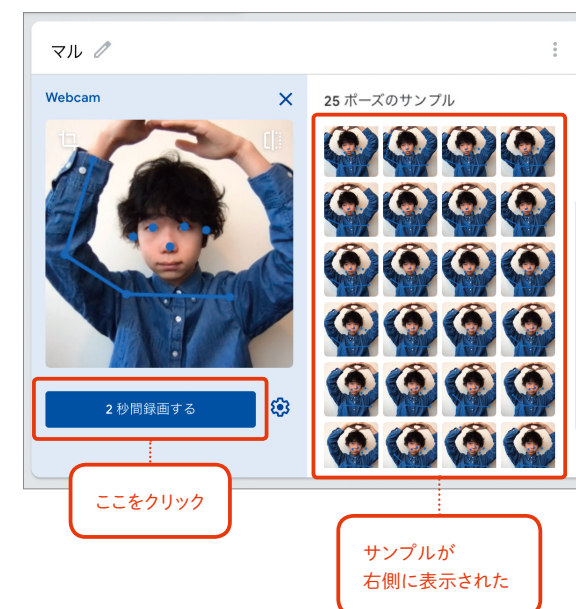 マル
Webcam
25 ポーズのサンプル
2 秒間録画する
ここをクリック
サンプルが
右側に表示された